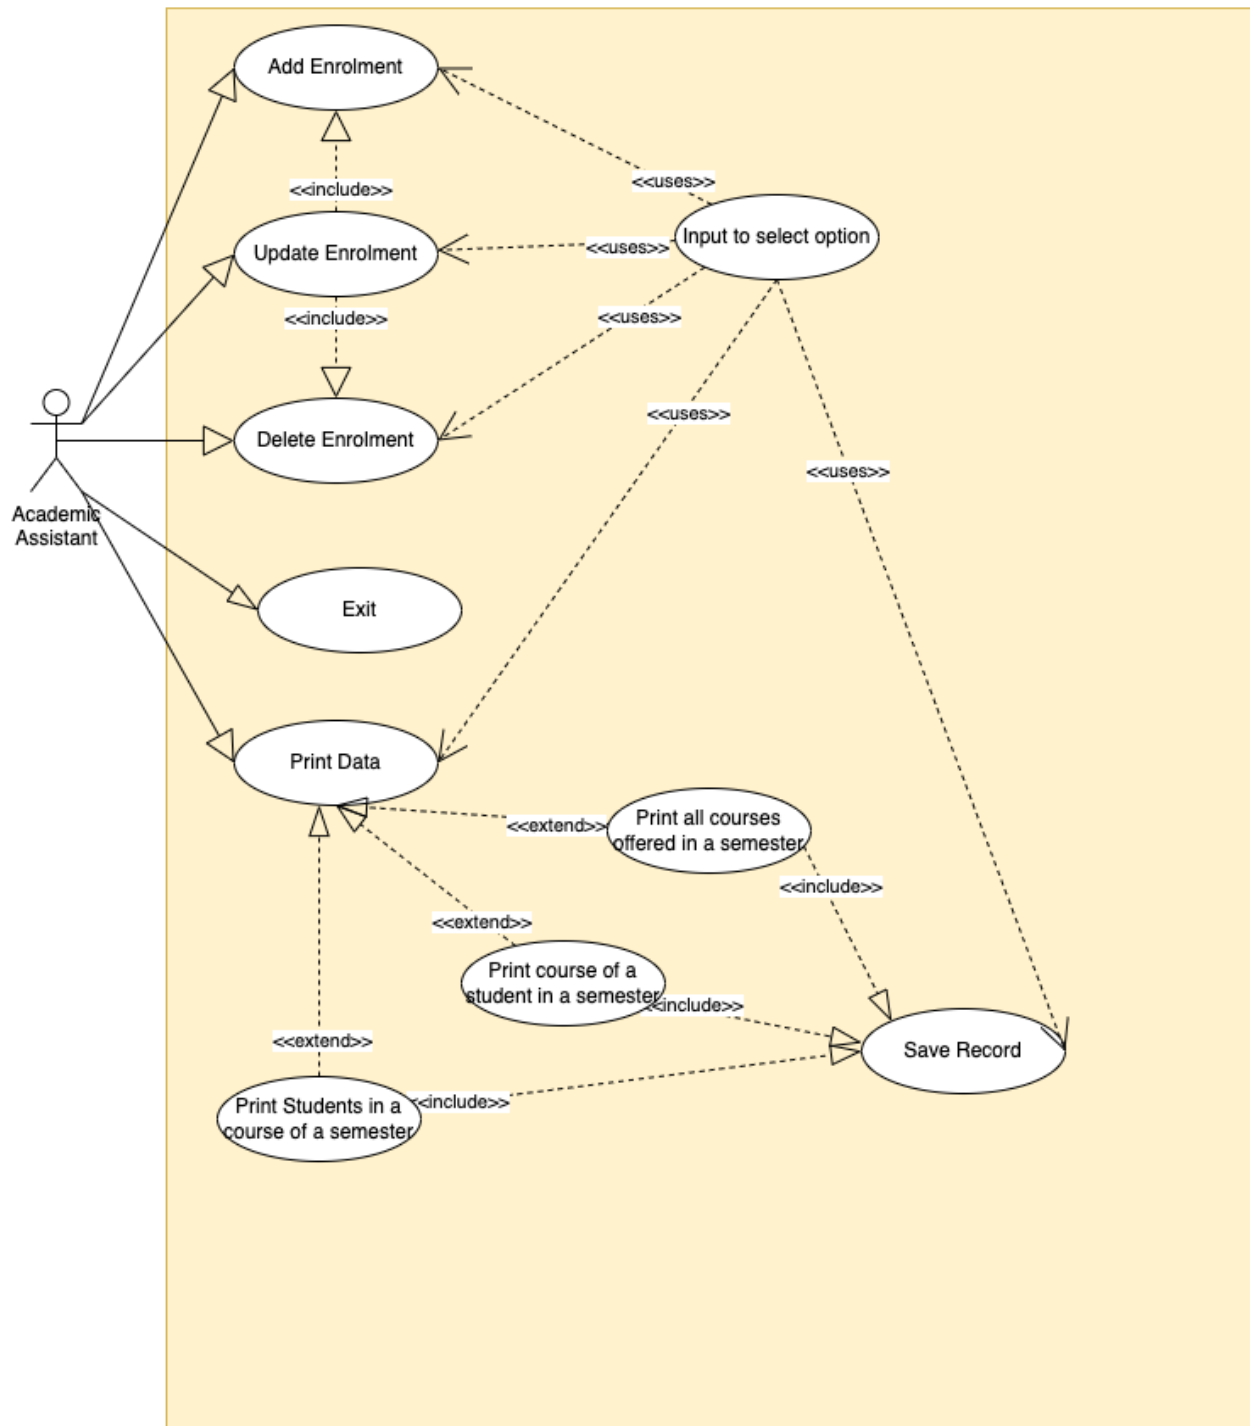 Add Enrolment
<<uses>>
<<include>>
Input to select option
Update Enrolment
<<uses>>
<<include>>
<<uses>>
<<uses>>
Delete Enrolment
<<uses>>
Academic
Assistant
Exit
Print Data
Print all courses
offered in a semester
<<extend>>
<<include>>
<<extend>>
Print course of a
student in a semester
<<include>>
<<extend>>
Save Record
Print Students in a
course of a semester
<<include>>